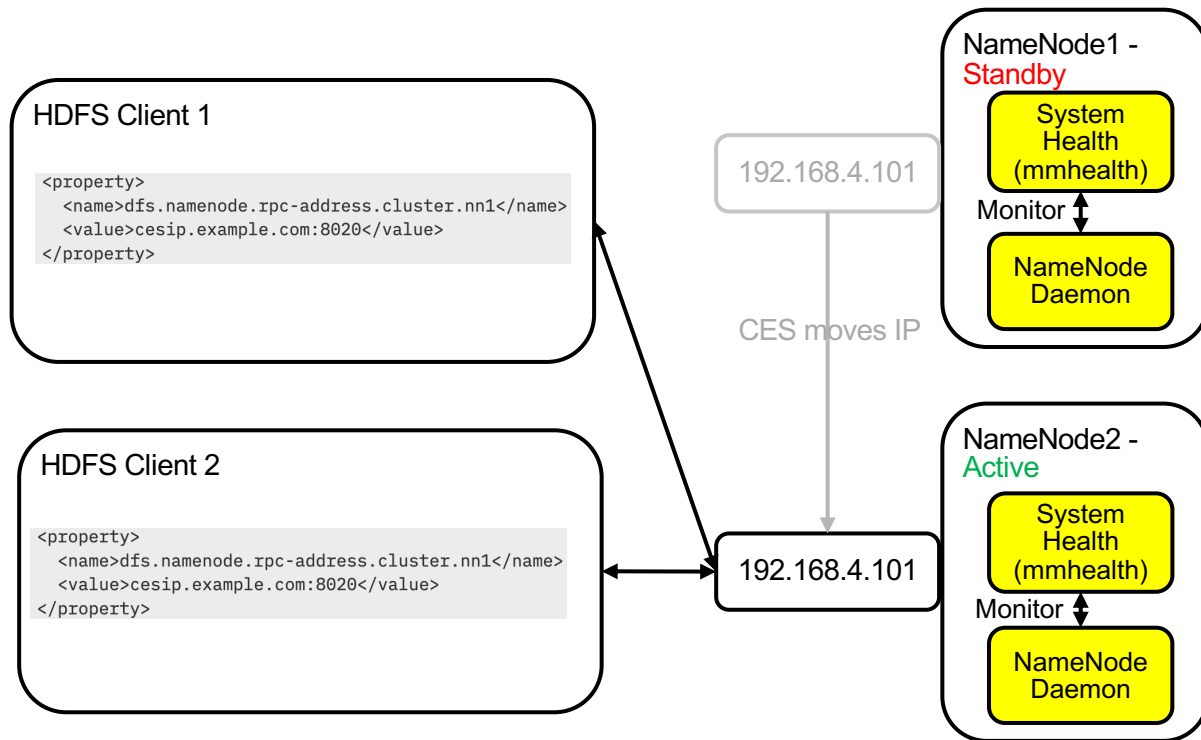 HDFS Client 1
<property>
  <name>dfs.namenode.rpc-address.cluster.nn1</name>
  <value>cesip.example.com:8020</value>
</property>
HDFS Client 2
<property>
  <name>dfs.namenode.rpc-address.cluster.nn1</name>
  <value>cesip.example.com:8020</value>
</property>
192.168.4.101
CES moves IP
192.168.4.101
NameNode1 -
Standby
System
Health
(mmhealth)
Monitor
NameNode
Daemon
NameNode2 -
Active
System
Health
(mmhealth)
Monitor
NameNode
Daemon